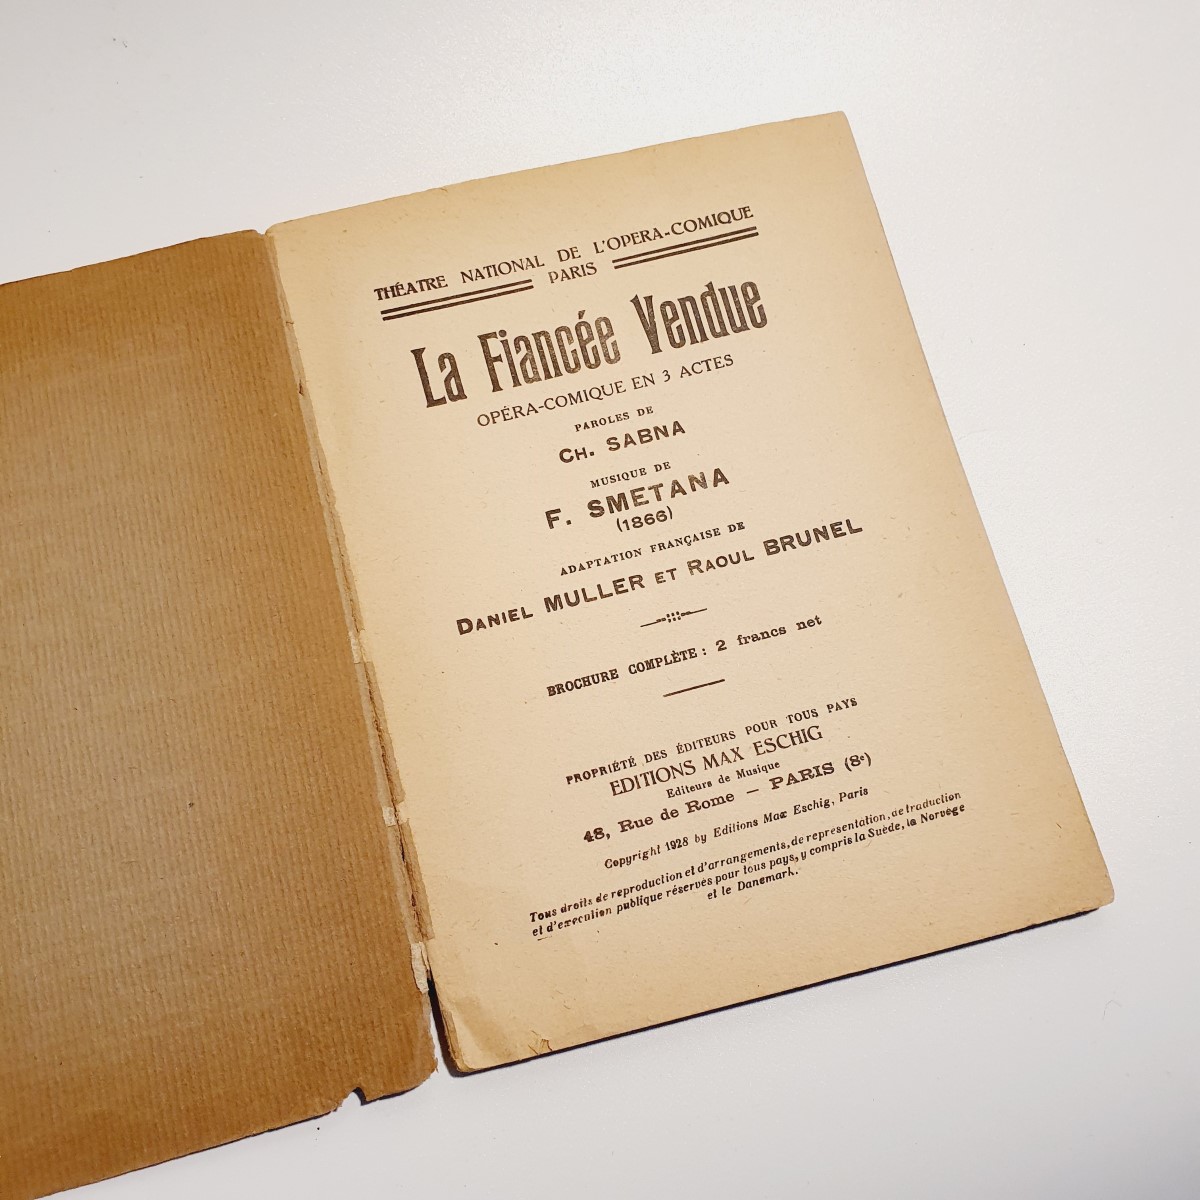 THÉATRE NATIONAL DE L'OPERA-COMIQUE
PARIS
La Fiancée Vendue
OPÉRA-COMIQUE EN 3 ACTES
PAROLES DE
CH. SABNA
MUSIQUE DE
F. SMETANA
(1866)
ADAPTATION FRANÇAISE DE
DANIEL MULLER ET RAOUL BRUNEL
BROCHURE COMPLÈTE : 2 francs net
PROPRIÉTÉ DES ÉDITEURS POUR TOUS PAYS
EDITIONS MAX ESCHIG
Editeurs de Musique
48, Rue de Rome — PARIS (8e)
Copyright 1928 by Editions Max Eschig, Paris
Tous droits de reproduction et d'arrangements, de representation, de traduction
et d'execution publique réservés pour tous pays, y compris la Suède, la Norvège
et le Danemark.